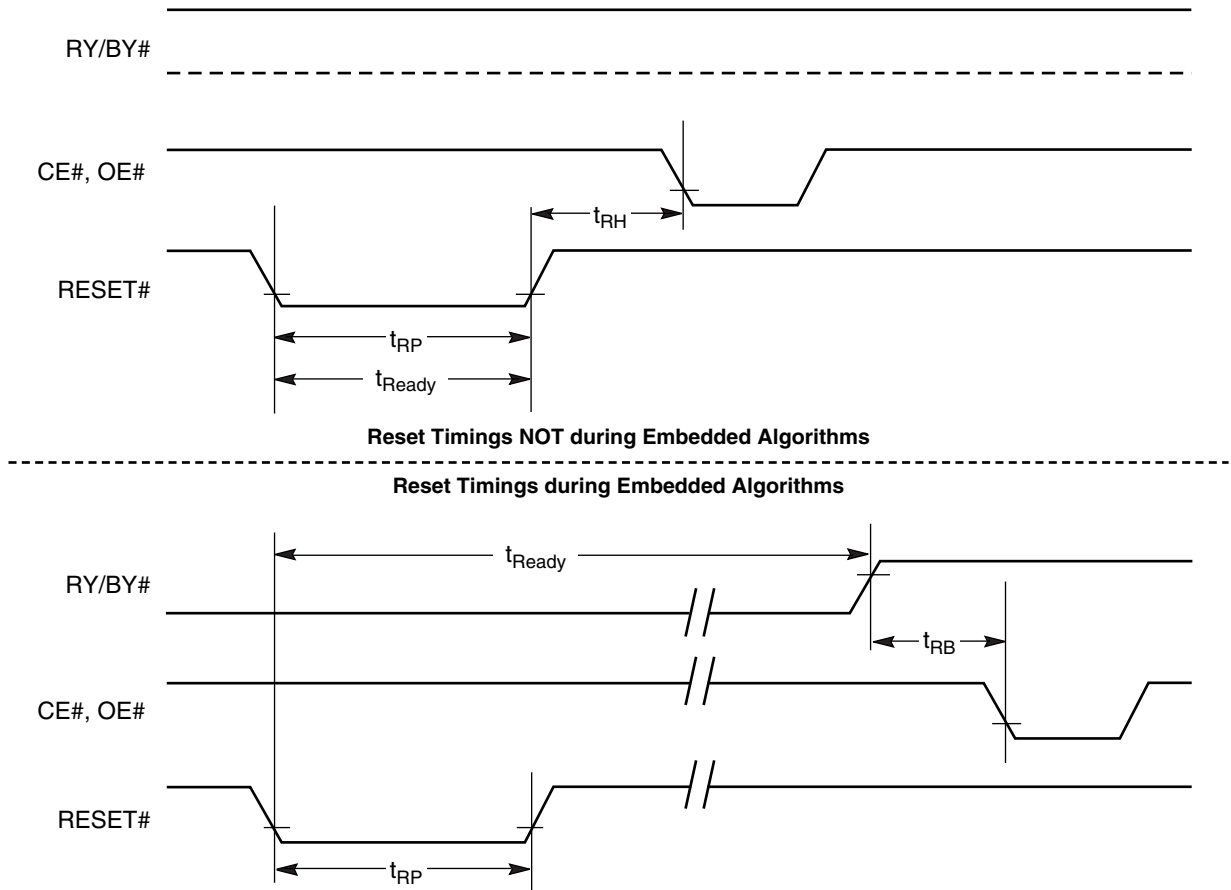 RY/BY#
CE#, OE#
tRH
RESET#
tRP
tReady
Reset Timings NOT during Embedded Algorithms
Reset Timings during Embedded Algorithms
tReady
RY/BY#
tRB
CE#, OE#
RESET#
tRP